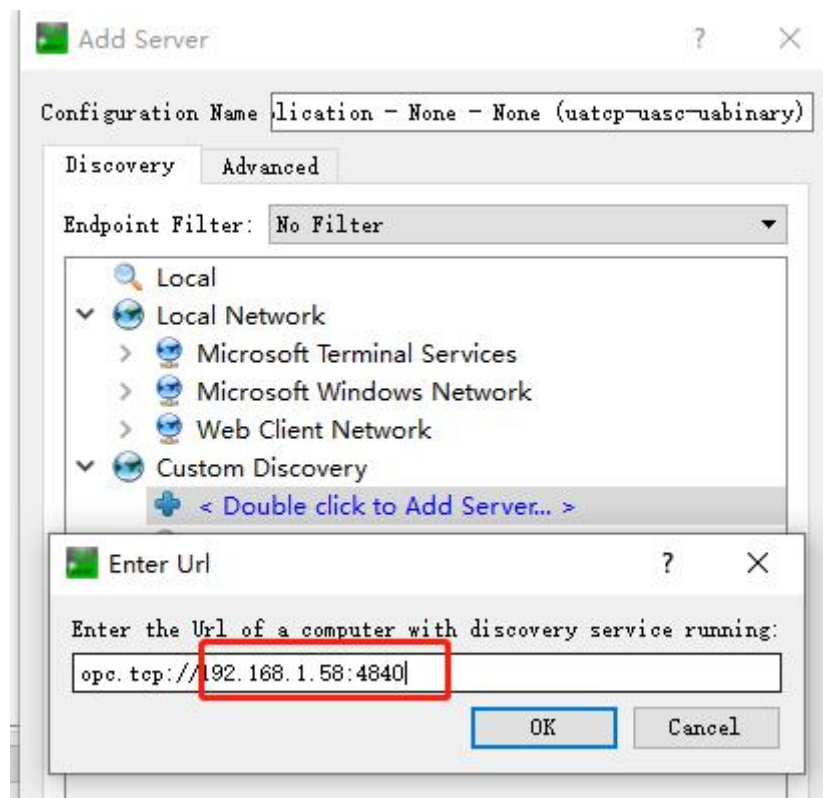 Add Server
Configuration Name lication - None - None (uatcp-uasc-uabinary)
Discovery Advanced
Endpoint Filter: No Filter
Local
Local Network
Microsoft Terminal Services
Microsoft Windows Network
Web Client Network
Custom Discovery
< Double click to Add Server... >
Enter Url
Enter the Url of a computer with discovery service running:
opc.tcp://192.168.1.58:4840
OK Cancel